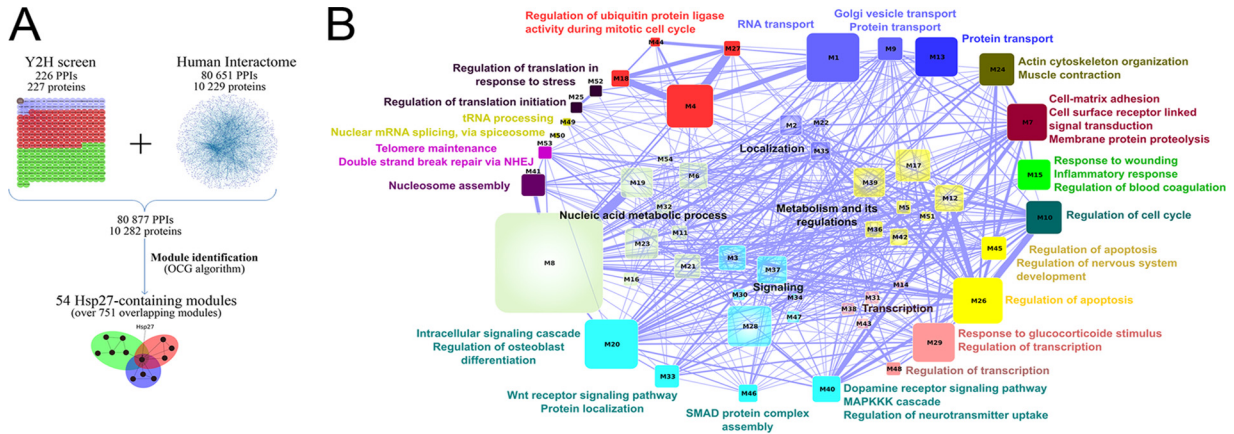 A
Y2H screen
226 PPIs
227 proteins
Human Interactome
80 651 PPIs
10 229 proteins
+
80 877 PPIs
10 282 proteins
Module identification
(OCG algorithm)
54 Hsp27-containing modules
(over 751 overlapping modules)
Hsp27
B
Regulation of ubiquitin protein ligase
activity during mitotic cell cycle
RNA transport
Golgi vesicle transport
Protein transport
Protein transport
M44
M27
M1
M9
M13
M24
Actin cytoskeleton organization
Muscle contraction
Regulation of translation in
response to stress
M52
M18
M4
Regulation of translation initiation
M25
tRNA processing
M49
Nuclear mRNA splicing, via spiceosome
M50
Telomere maintenance
Double strand break repair via NHEJ
M53
Nucleosome assembly
M41
M2
M22
M35
Localization
M7
Cell-matrix adhesion
Cell surface receptor linked
signal transduction
Membrane protein proteolysis
M15
Response to wounding
Inflammatory response
Regulation of blood coagulation
M10
Regulation of cell cycle
M54
M19
M6
M32
Nucleic acid metabolic process
M23
M11
M8
M16
M21
M17
M39
M12
M5
M51
Metabolism and its
regulations
M36
M42
M45
Regulation of apoptosis
Regulation of nervous system
development
M3
M37
Signaling
M30
M34
M47
M28
M14
M31
M38
Transcription
M43
M26
Regulation of apoptosis
Intracellular signaling cascade
Regulation of osteoblast
differentiation
M20
M29
Response to glucocorticoide stimulus
Regulation of transcription
M48
Regulation of transcription
M33
Wnt receptor signaling pathway
Protein localization
M46
SMAD protein complex
assembly
M40
Dopamine receptor signaling pathway
MAPKKK cascade
Regulation of neurotransmitter uptake